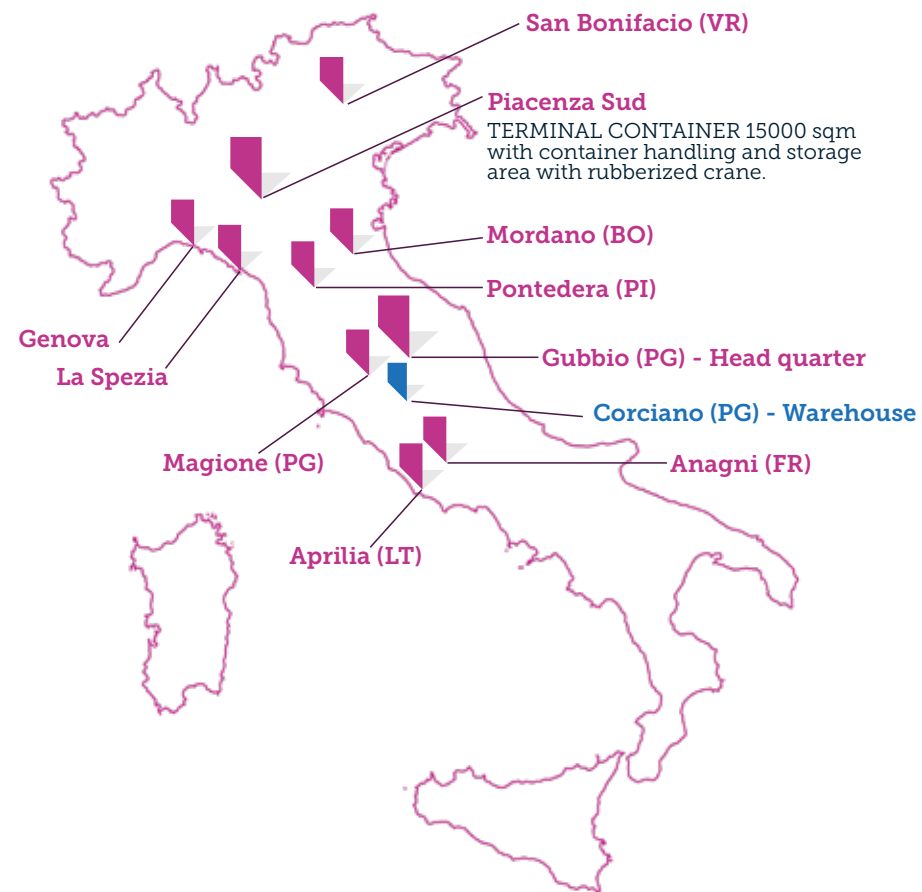 San Bonifacio (VR)
Piacenza Sud
TERMINAL CONTAINER 15000 sqm
with container handling and storage
area with rubberized crane.
Mordano (BO)
Pontedera (PI)
Genova
La Spezia
Gubbio (PG) - Head quarter
Corciano (PG) - Warehouse
Magione (PG)
Anagni (FR)
Aprilia (LT)